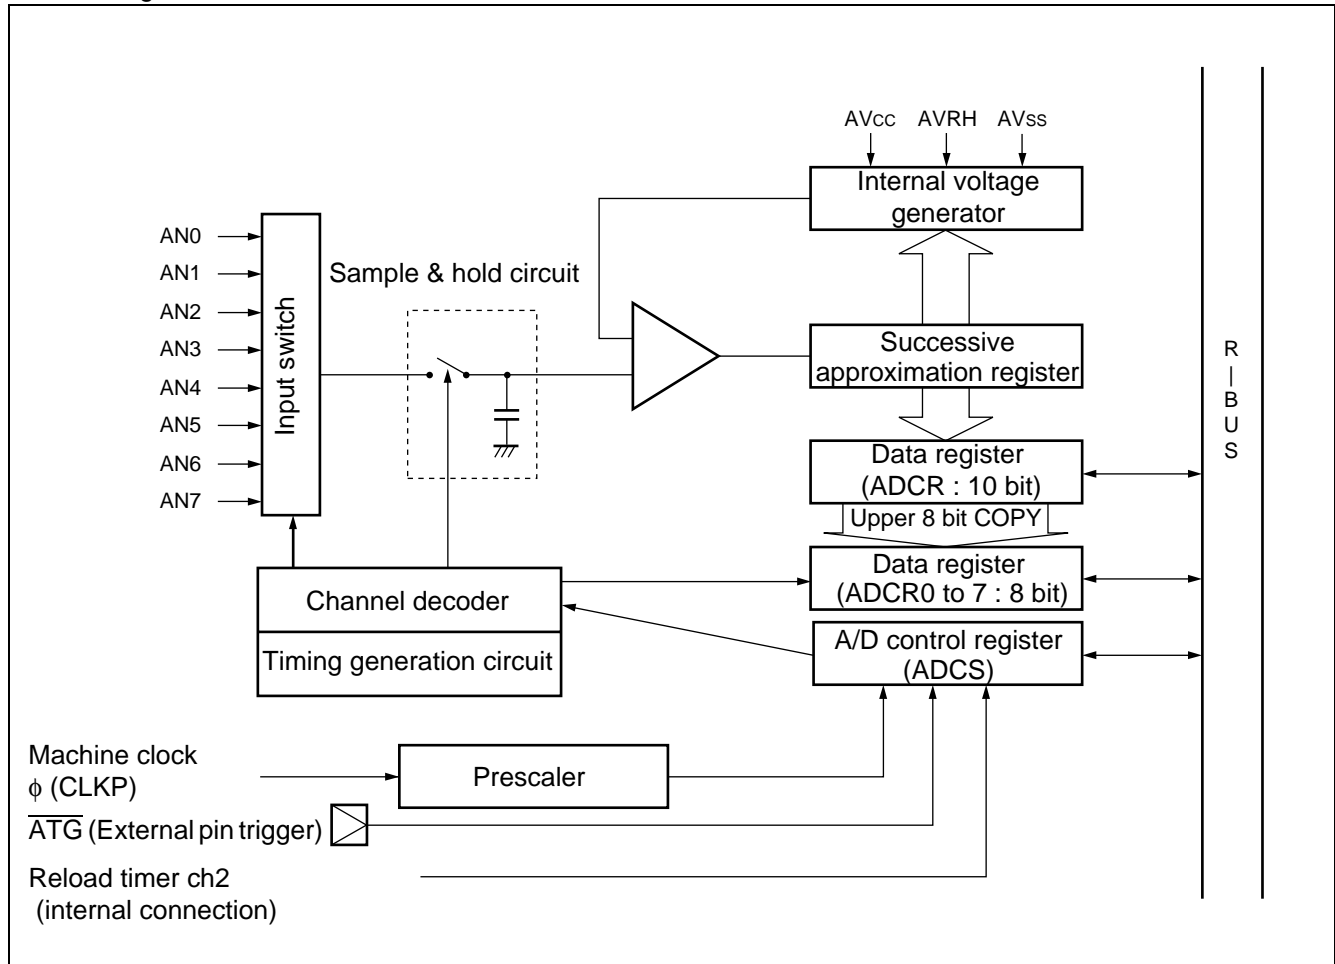 AVCC AVRH AVSS
Internal voltage
generator
AN0
AN1
AN2
AN3
AN4
AN5
AN6
AN7
Input switch
Sample & hold circuit
Successive
approximation register
R
|
B
U
S
Data register
(ADCR : 10 bit)
Upper 8 bit COPY
Data register
(ADCR0 to 7 : 8 bit)
Channel decoder
Timing generation circuit
A/D control register
(ADCS)
Machine clock
ϕ (CLKP)
Prescaler
A̅T̅G̅ (External pin trigger)
Reload timer ch2
(internal connection)